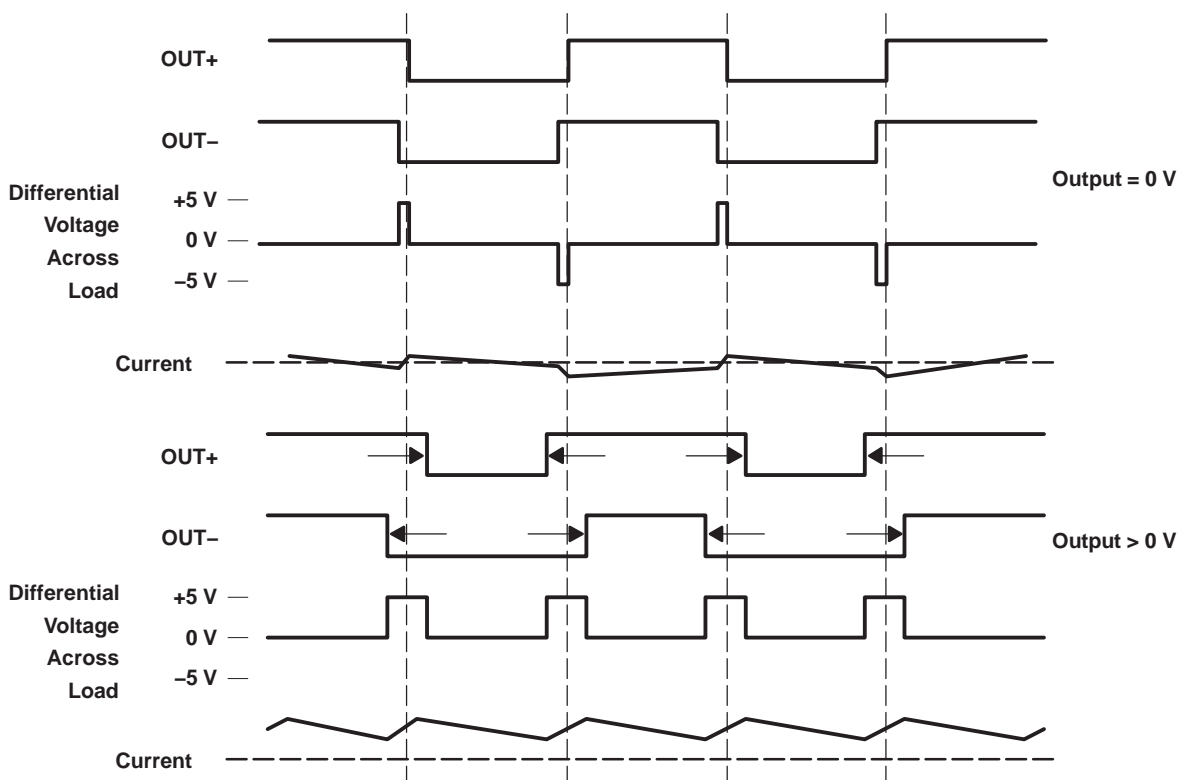 OUT+
OUT–
Output = 0 V
Differential
Voltage
Across
Load
+5 V
0 V
–5 V
Current
OUT+
OUT–
Output > 0 V
Differential
Voltage
Across
Load
+5 V
0 V
–5 V
Current